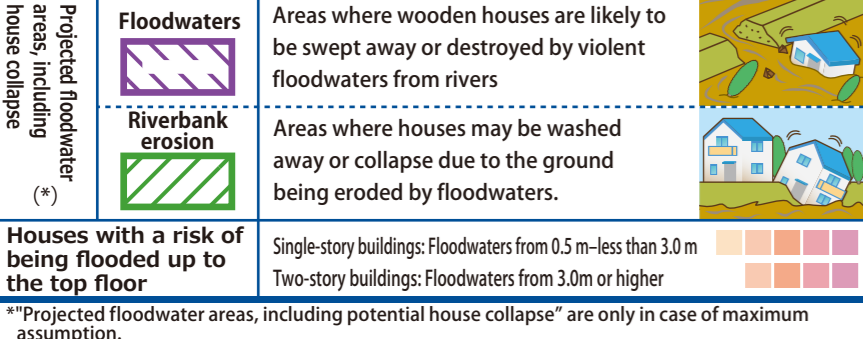 Projected floodwater
areas, including
house collapse
(*)
Floodwaters
Areas where wooden houses are likely to
be swept away or destroyed by violent
floodwaters from rivers
Riverbank
erosion
Areas where houses may be washed
away or collapse due to the ground
being eroded by floodwaters.
Houses with a risk of
being flooded up to
the top floor
Single-story buildings: Floodwaters from 0.5 m–less than 3.0 m
Two-story buildings: Floodwaters from 3.0m or higher
*"Projected floodwater areas, including potential house collapse” are only in case of maximum
assumption.